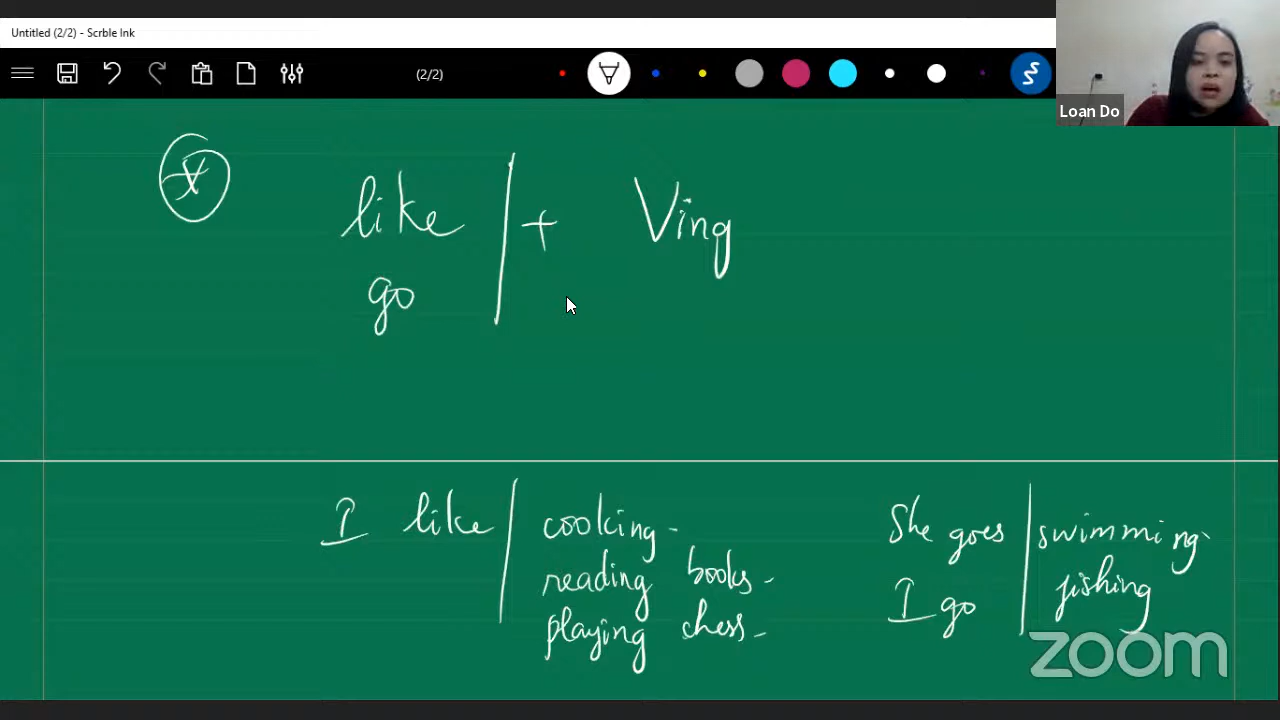 Untitled (2/2) - Scrble Ink
(2/2)
Loan Do
like + Ving
go
I like cooking.
reading books.
playing chess.
She goes swimming.
I go fishing
zoom